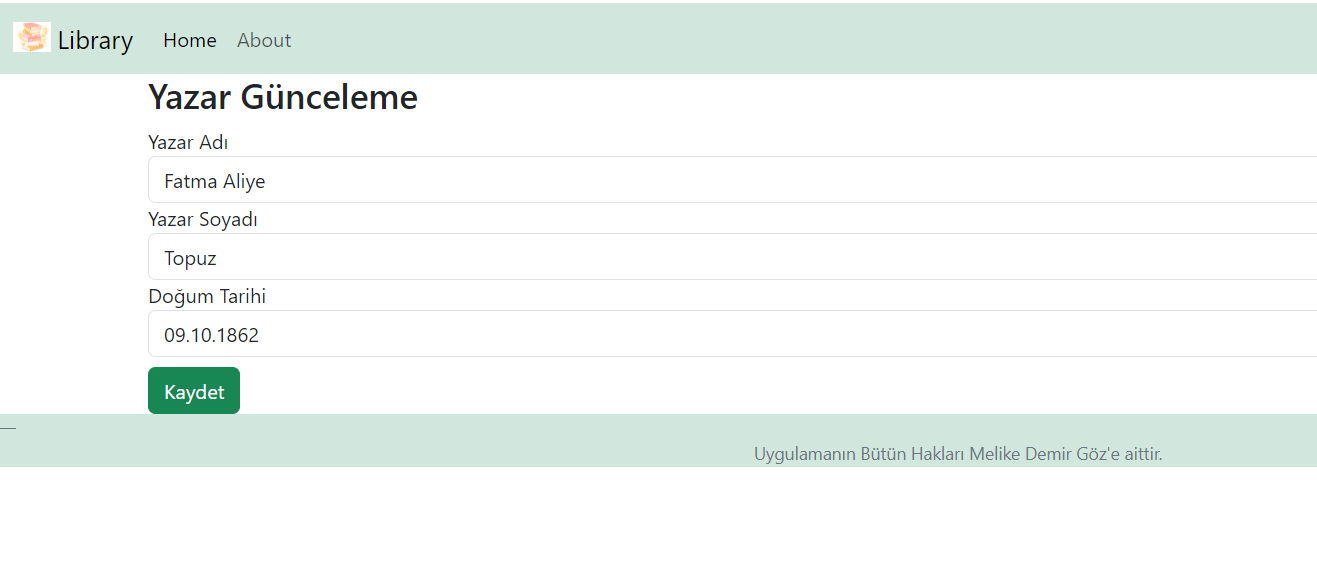 Library Home About
Yazar Günceleme
Yazar Adı
Fatma Aliye
Yazar Soyadı
Topuz
Doğum Tarihi
09.10.1862
Kaydet
Uygulamanın Bütün Hakları Melike Demir Göz'e aittir.